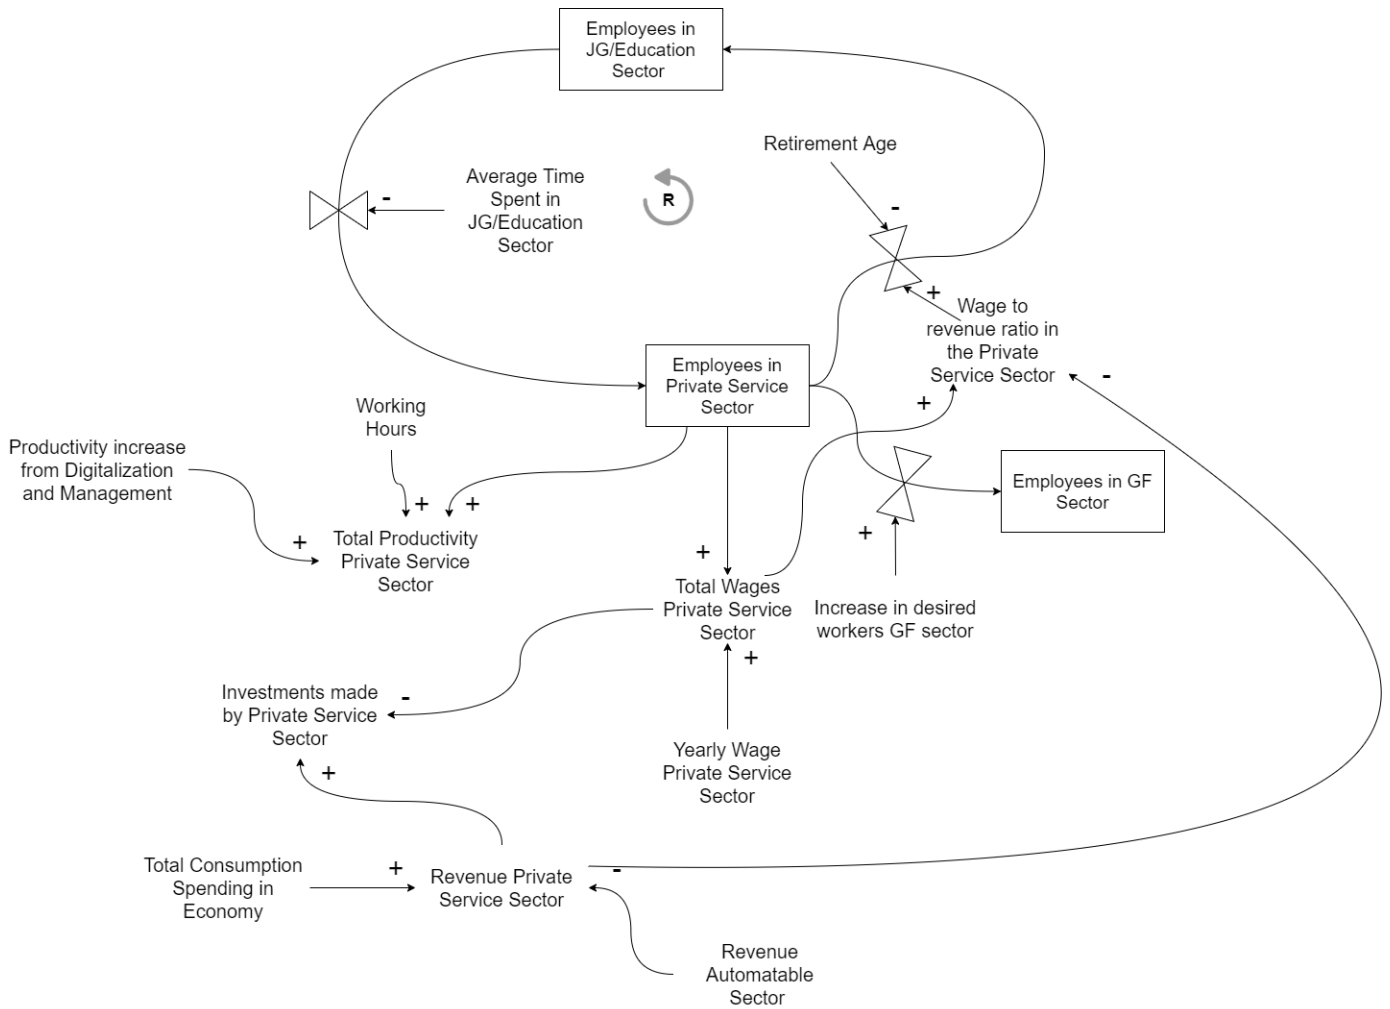 Employees in
JG/Education
Sector
Retirement Age
-
Average Time
Spent in
JG/Education
Sector
R
-
+
Wage to
revenue ratio in
the Private
Service Sector
-
Employees in
Private Service
Sector
+
Working
Hours
Productivity increase
from Digitalization
and Management
+
+
+
Total Productivity
Private Service
Sector
Employees in GF
Sector
+
+
Total Wages
Private Service
Sector
Increase in desired
workers GF sector
+
Investments made
by Private Service
Sector
-
+
Yearly Wage
Private Service
Sector
Total Consumption
Spending in
Economy
+
Revenue Private
Service Sector
-
Revenue
Automatable
Sector